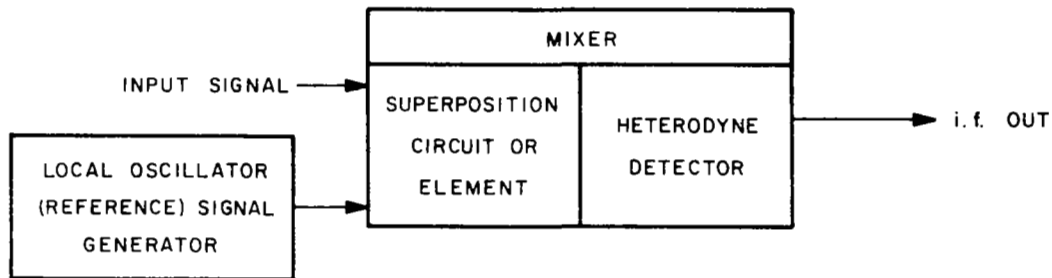 MIXER
INPUT SIGNAL
SUPERPOSITION
CIRCUIT OR
ELEMENT
HETERODYNE
DETECTOR
i.f. OUT
LOCAL OSCILLATOR
(REFERENCE) SIGNAL
GENERATOR